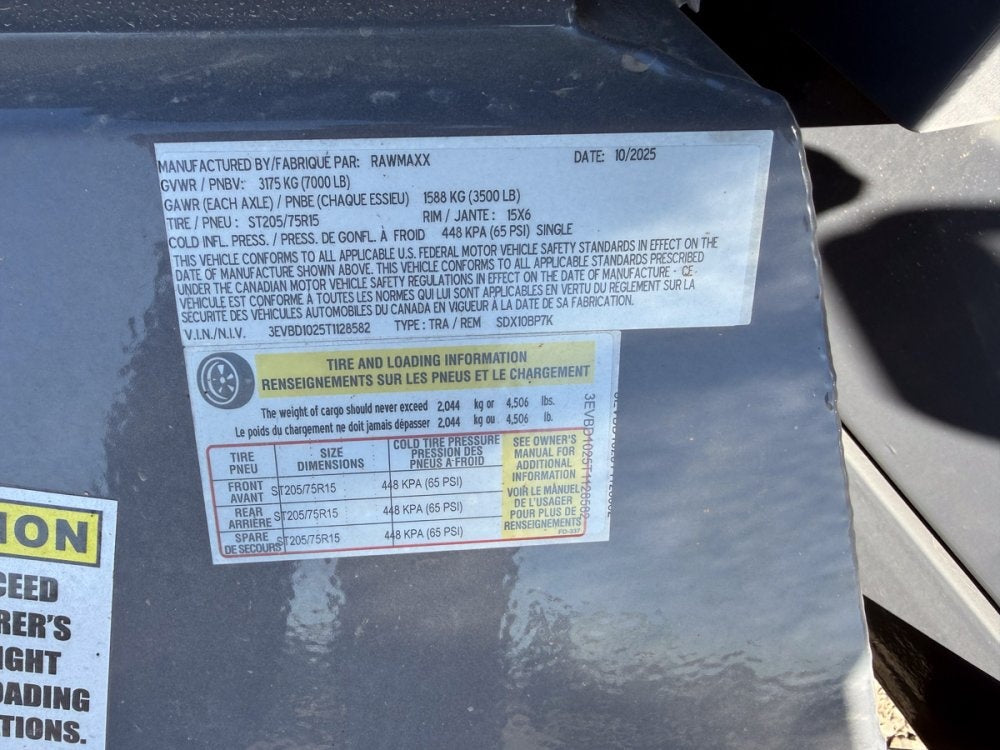 MANUFACTURED BY/FABRIQUÉ PAR: RAWMAXX DATE: 10/2025
GVWR / PNBV: 3175 KG (7000 LB)
GAWR (EACH AXLE) / PNBE (CHAQUE ESSIEU) 1588 KG (3500 LB)
TIRE / PNEU : ST205/75R15 RIM / JANTE : 15X6
COLD INFL. PRESS. / PRESS. DE GONFL. À FROID 448 KPA (65 PSI) SINGLE
THIS VEHICLE CONFORMS TO ALL APPLICABLE U.S. FEDERAL MOTOR VEHICLE SAFETY STANDARDS IN EFFECT ON THE
DATE OF MANUFACTURE SHOWN ABOVE. THIS VEHICLE CONFORMS TO ALL APPLICABLE STANDARDS PRESCRIBED
UNDER THE CANADIAN MOTOR VEHICLE SAFETY REGULATIONS IN EFFECT ON THE DATE OF MANUFACTURE - CE
VÉHICULE EST CONFORME À TOUTES LES NORMES QUI LUI SONT APPLICABLES EN VERTU DU RÈGLEMENT SUR LA
SÉCURITÉ DES VÉHICULES AUTOMOBILES DU CANADA EN VIGUEUR À LA DATE DE SA FABRICATION.
V.I.N./N.I.V. 3EVBD1025T1128582 TYPE : TRA / REM SDX10BP7K
TIRE AND LOADING INFORMATION
RENSEIGNEMENTS SUR LES PNEUS ET LE CHARGEMENT
The weight of cargo should never exceed 2,044 kg or 4,506 lbs.
Le poids du chargement ne doit jamais dépasser 2,044 kg ou 4,506 lb.
TIRE SIZE COLD TIRE PRESSURE
PNEU DIMENSIONS PRESSION DES
PNEUS A FROID
FRONT ST205/75R15 448 KPA (65 PSI)
AVANT
REAR ST205/75R15 448 KPA (65 PSI)
ARRIÈRE
SPARE ST205/75R15 448 KPA (65 PSI)
DE SECOURS
SEE OWNER'S
MANUAL FOR
ADDITIONAL
INFORMATION
VOIR LE MANUEL
DE L'USAGER
POUR PLUS DE
RENSEIGNEMENTS
FO-337
3EVBD1025T1128582
ION
CEED
RER'S
IGHT
OADING
TIONS.